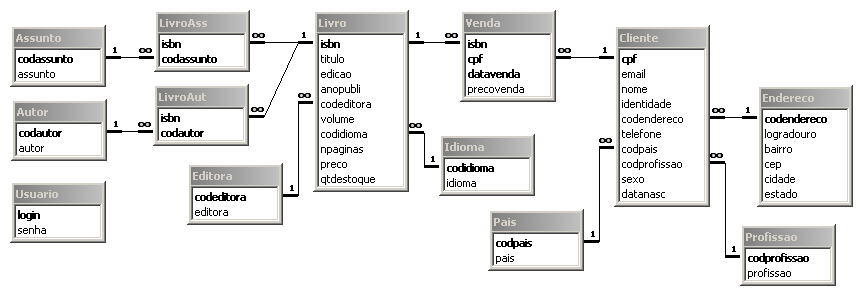 Assunto
codassunto
assunto
1
∞
LivroAss
isbn
codassunto
∞
1
Autor
codautor
autor
1
∞
LivroAut
isbn
codautor
∞
Usuario
login
senha
Editora
codeditora
editora
1
∞
Livro
isbn
titulo
edicao
anopubli
codeditora
volume
codidioma
npaginas
preco
qtdestoque
1
∞
∞
1
Venda
isbn
cpf
datavenda
precovenda
∞
1
Idioma
codidioma
idioma
Pais
codpais
pais
1
∞
Cliente
cpf
email
nome
identidade
codendereco
telefone
codpais
codprofissao
sexo
datanasc
∞
1
∞
1
Endereco
codendereco
logradouro
bairro
cep
cidade
estado
Profissao
codprofissao
profissao